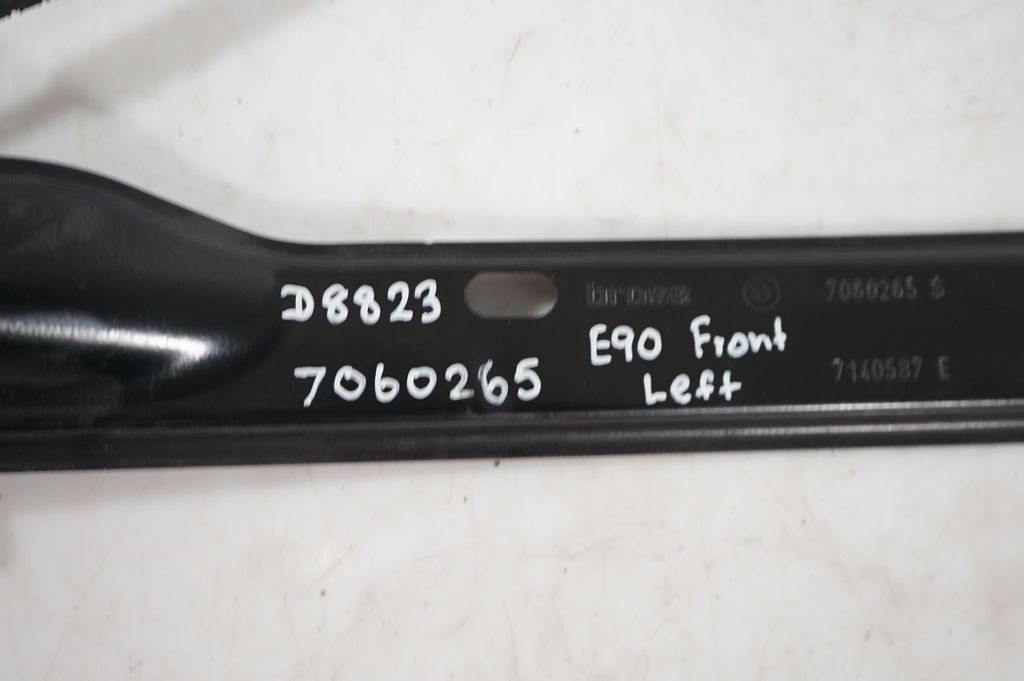 D8823
brose
7060265 S
E90 Front
Left
7060265
7140587 E